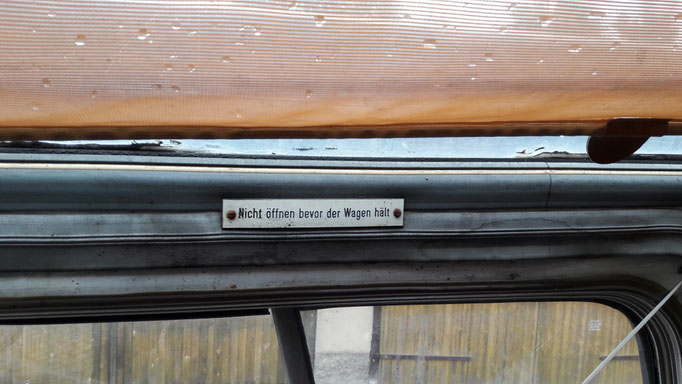 Nicht öffnen bevor der Wagen hält